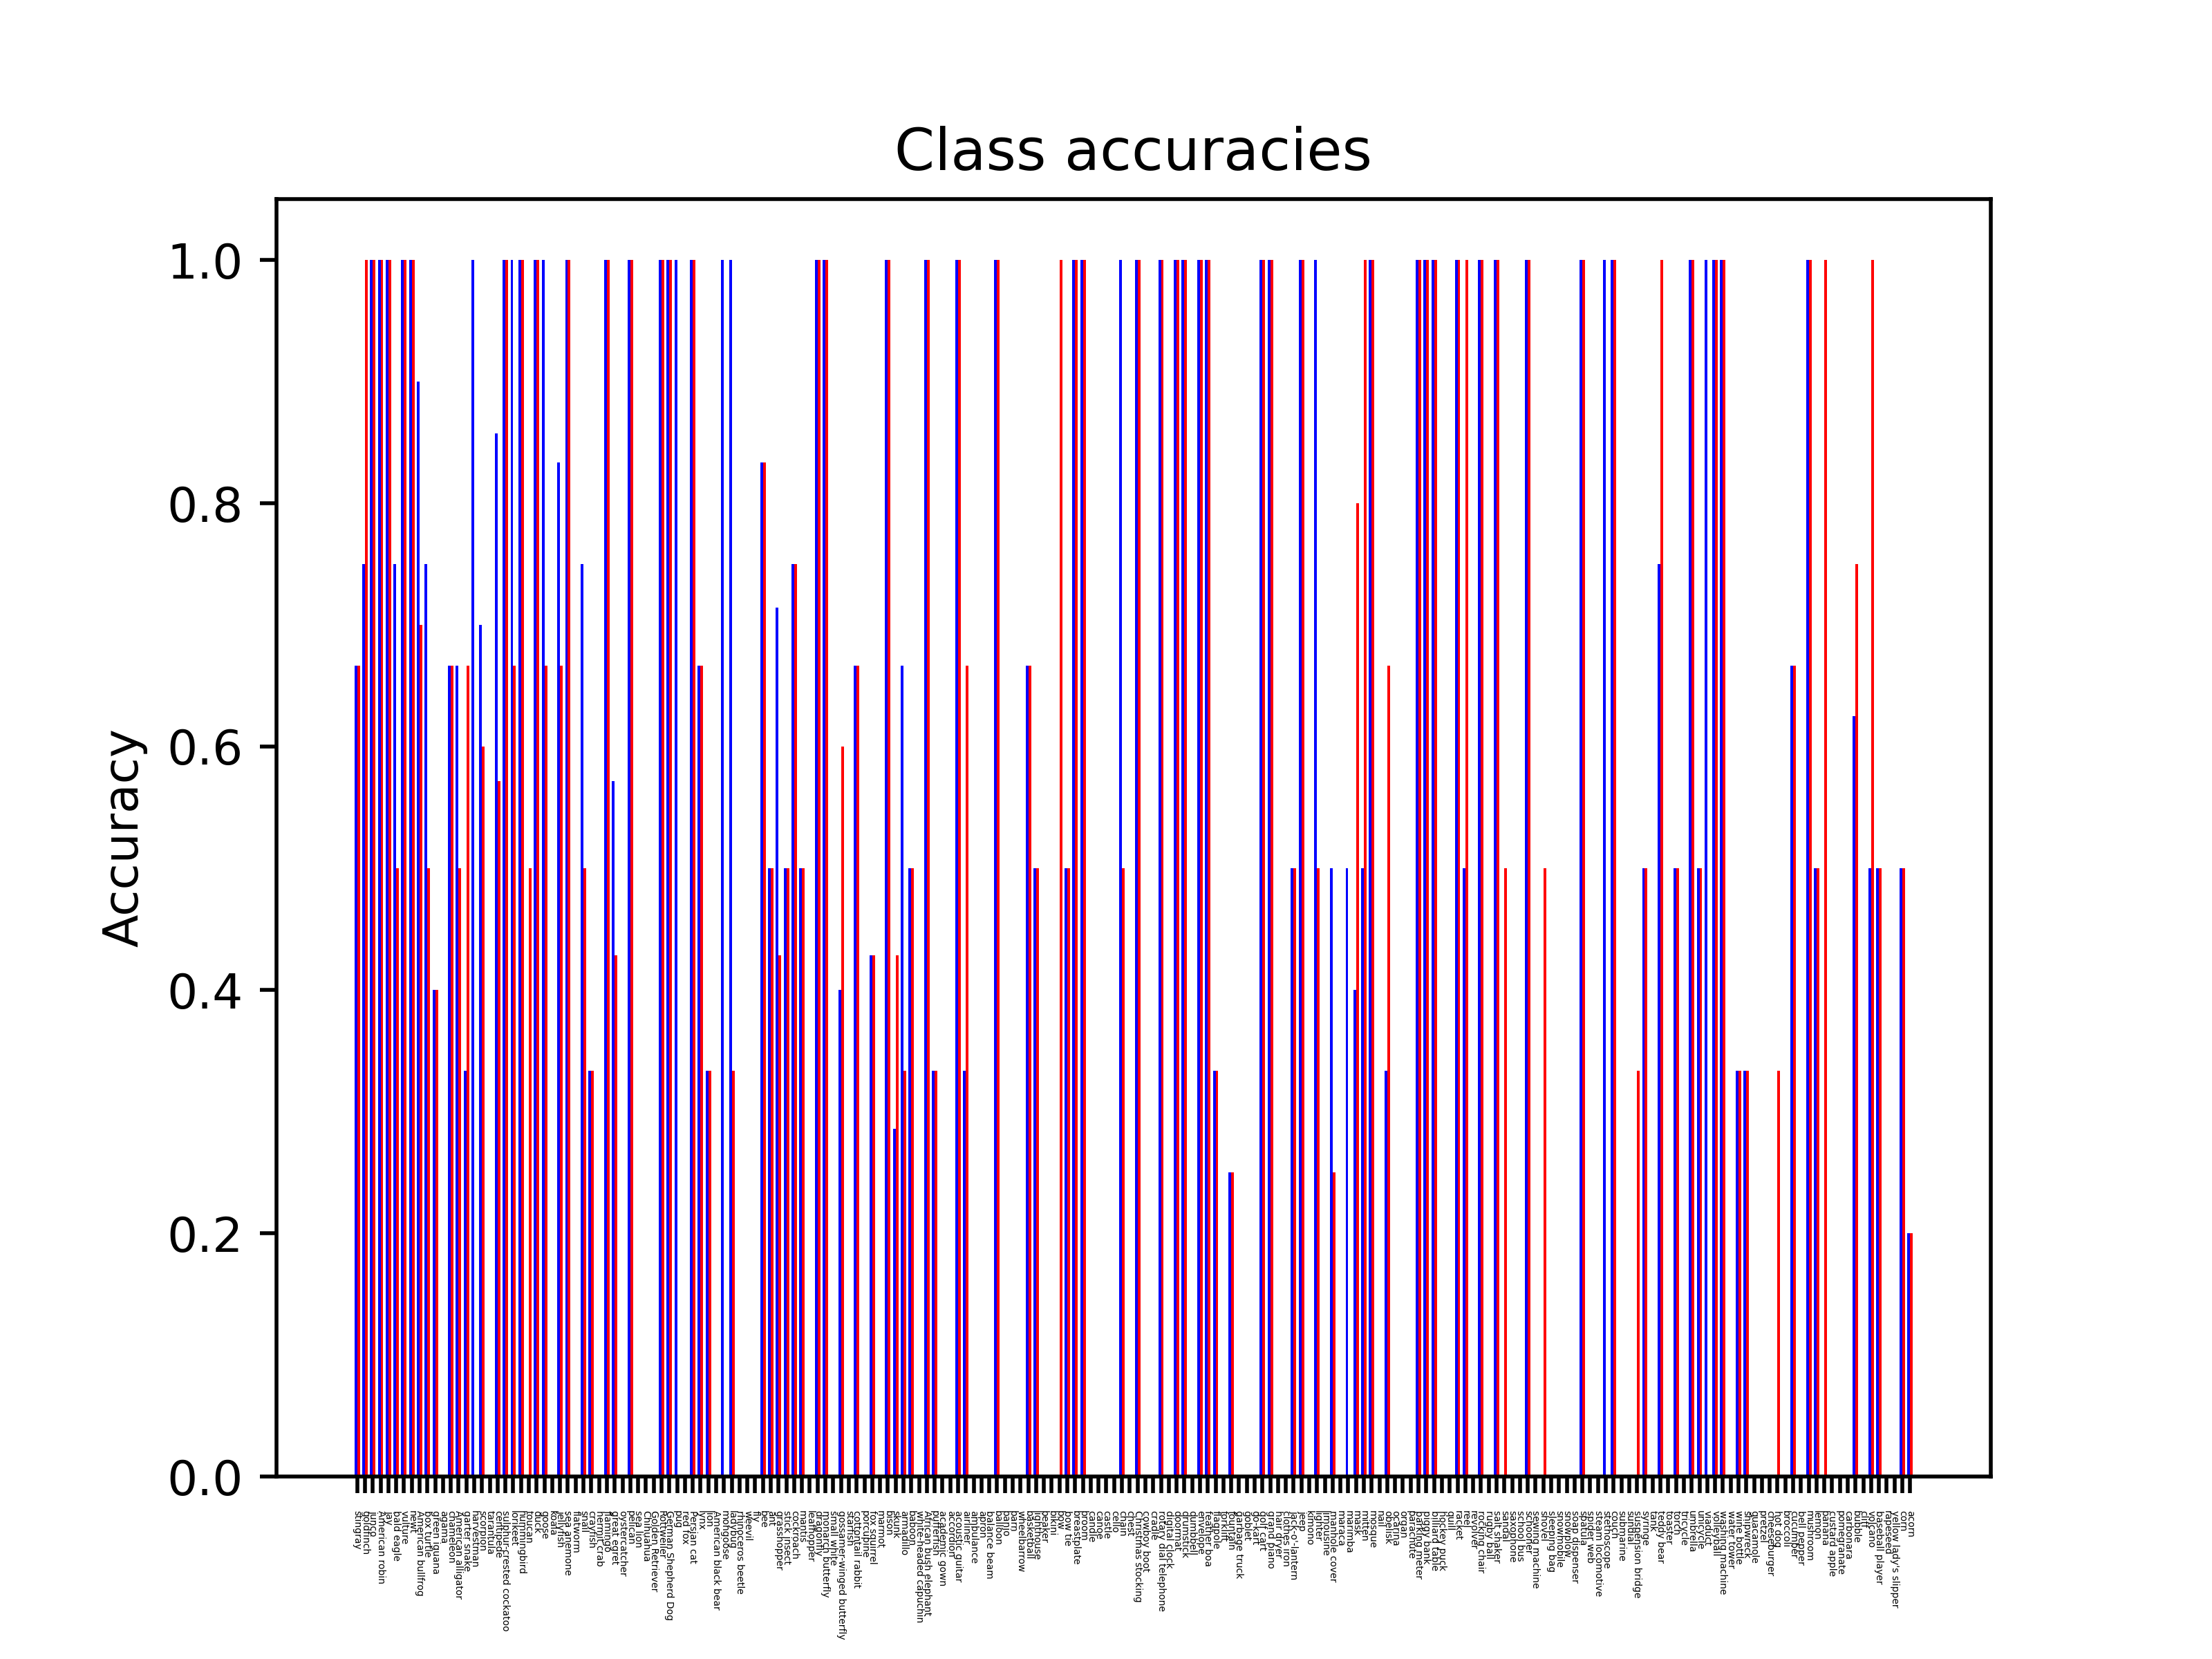 Class accuracies
Accuracy
1.0
0.8
0.6
0.4
0.2
0.0
stingray
goldfinch
junco
American robin
jay
bald eagle
vulture
newt
American bullfrog
box turtle
green iguana
agama
chameleon
American alligator
garter snake
harvestman
scorpion
tarantula
centipede
sulphur-crested cockatoo
lorikeet
hummingbird
toucan
duck
goose
koala
jellyfish
sea anemone
flatworm
snail
crayfish
hermit crab
flamingo
great egret
oystercatcher
pelican
sea lion
Chihuahua
Golden Retriever
Rottweiler
German Shepherd Dog
pug
red fox
Persian cat
lynx
lion
American black bear
mongoose
ladybug
rhinoceros beetle
weevil
fly
bee
ant
grasshopper
stick insect
cockroach
mantis
leafhopper
dragonfly
monarch butterfly
small white
gossamer-winged butterfly
starfish
cottontail rabbit
porcupine
fox squirrel
marmot
bison
skunk
armadillo
baboon
white-headed capuchin
African bush elephant
pufferfish
academic gown
accordion
acoustic guitar
airliner
ambulance
apron
balance beam
balloon
banjo
barn
wheelbarrow
basketball
lighthouse
beaker
bikini
bow
bow tie
breastplate
broom
candle
canoe
castle
cello
chain
chest
Christmas stocking
cowboy boot
cradle
rotary dial telephone
digital clock
doormat
drumstick
dumbbell
envelope
feather boa
flagpole
forklift
fountain
garbage truck
goblet
go-kart
golf cart
grand piano
hair dryer
clothes iron
jack-o'-lantern
jeep
kimono
lighter
limousine
manhole cover
maraca
marimba
mask
mitten
mosque
nail
obelisk
ocarina
organ
parachute
parking meter
piggy bank
billiard table
hockey puck
quill
racket
reel
revolver
rocking chair
rugby ball
salt shaker
sandal
saxophone
school bus
schooner
sewing machine
shovel
sleeping bag
snowmobile
snowplow
soap dispenser
spatula
spider web
steam locomotive
stethoscope
couch
submarine
sundial
suspension bridge
syringe
tank
teddy bear
toaster
torch
tricycle
umbrella
unicycle
viaduct
volleyball
washing machine
water tower
wine bottle
shipwreck
guacamole
pretzel
cheeseburger
hot dog
broccoli
cucumber
bell pepper
mushroom
lemon
banana
custard apple
pomegranate
carbonara
bubble
cliff
volcano
baseball player
rapeseed
yellow lady's slipper
corn
acorn